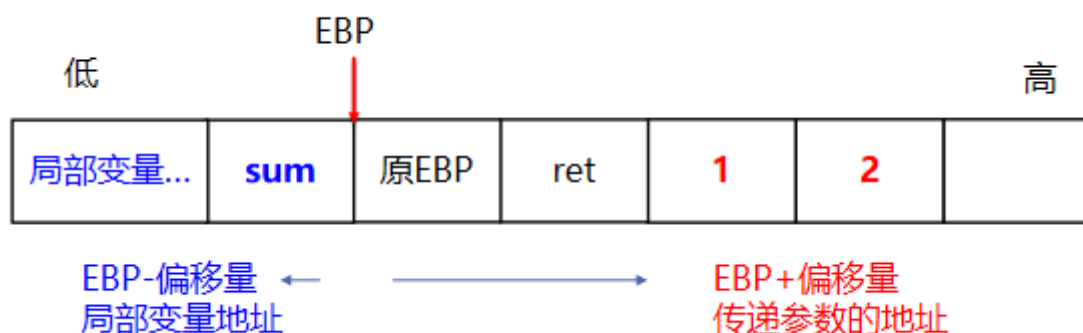 EBP
低 高
局部变量... sum 原EBP ret 1 2
EBP-偏移量 EBP+偏移量
局部变量地址 传递参数的地址